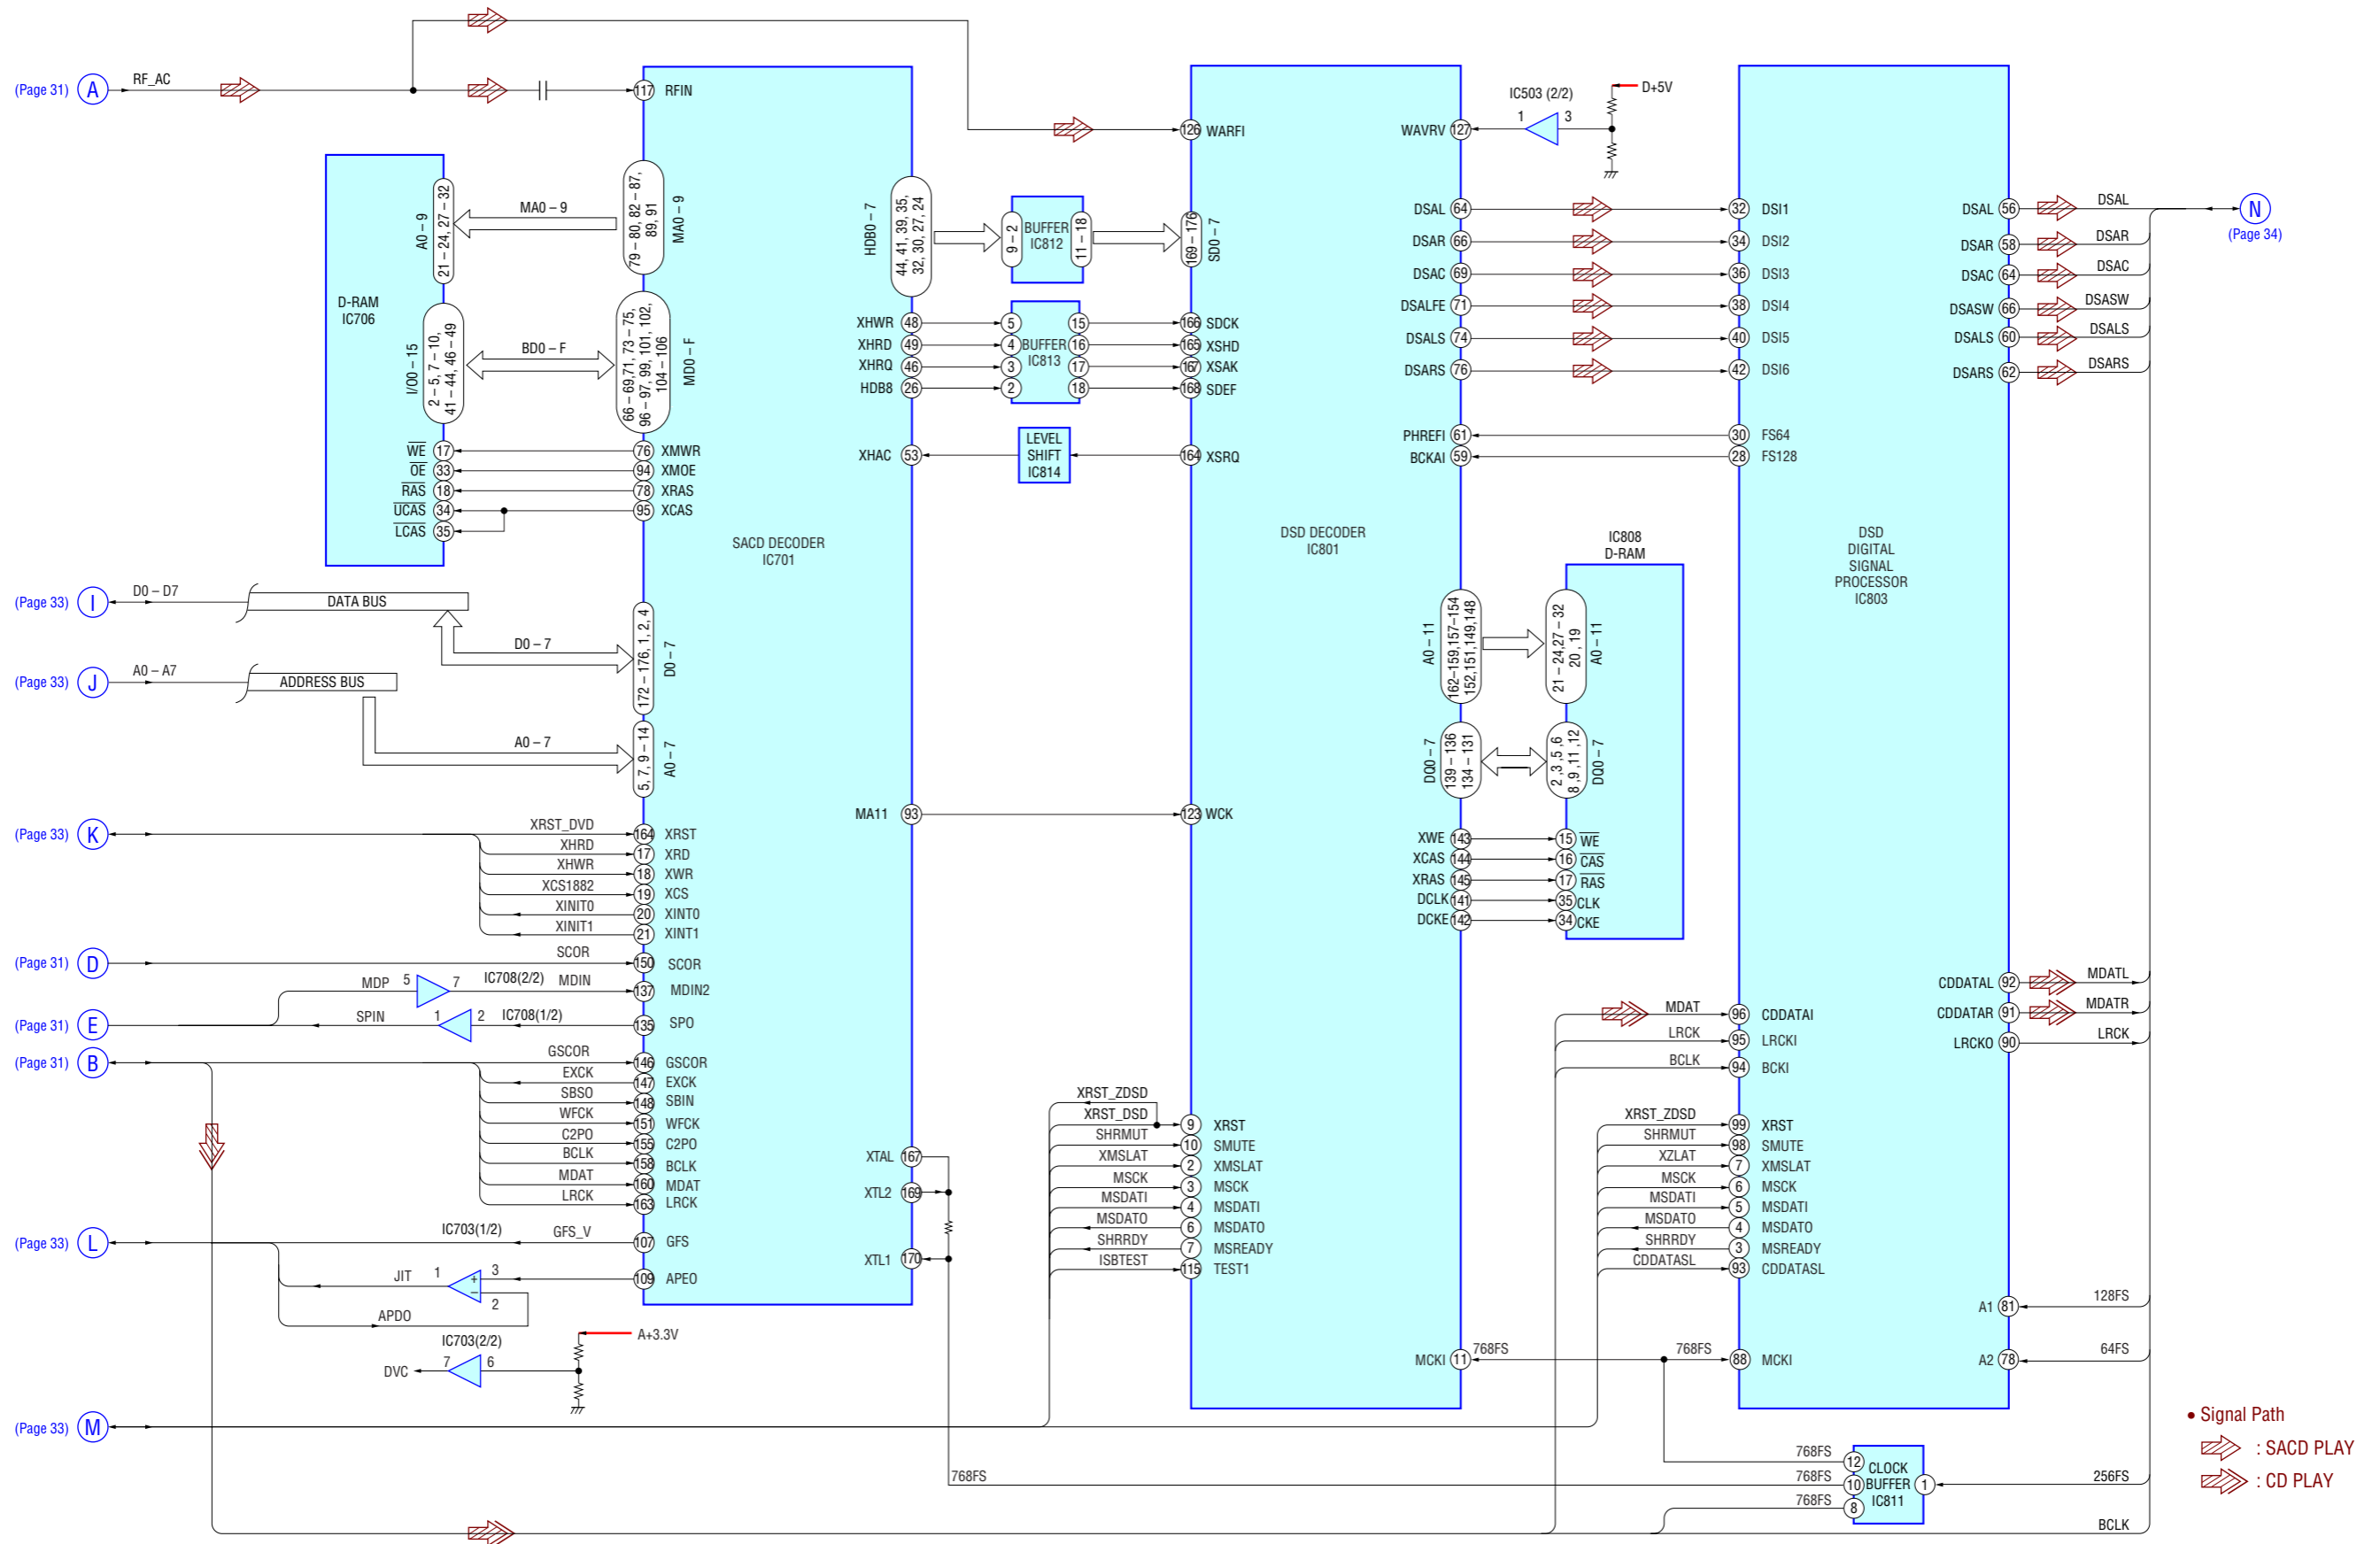 (Page 31) A RF_AC
117 RFIN
126 WARFI
WAVRV 127
IC503 (2/2)
1 3
D+5V
D-RAM
IC706
A0 – 9
21 – 24, 27 – 32
MA0 – 9
79 – 80, 82 – 87,
89, 91
MA0 – 9
I/O0 – 15
2 – 5, 7 – 10,
41 – 44, 46 – 49
BD0 – F
66 – 69,71, 73 – 75,
96 – 97, 99, 101, 102,
104 – 106
MD0 – F
WE 17
OE 33
RAS 18
UCAS 34
LCAS 35
76 XMWR
94 XMOE
78 XRAS
95 XCAS
SACD DECODER
IC701
HDB0 – 7
44, 41, 39, 35,
32, 30, 27, 24
9 – 2
BUFFER
IC812
11 – 18
169 – 176
SD0 – 7
XHWR 48
XHRD 49
XHRQ 46
HDB8 26
5 15
4 16
3 17
2 18
BUFFER
IC813
166 SDCK
165 XSHD
167 XSAK
168 SDEF
XHAC 53
LEVEL
SHIFT
IC814
164 XSRQ
DSD DECODER
IC801
DSAL 64
DSAR 66
DSAC 69
DSALFE 71
DSALS 74
DSARS 76
PHREFI 61
BCKAI 59
32 DSI1
34 DSI2
36 DSI3
38 DSI4
40 DSI5
42 DSI6
30 FS64
28 FS128
DSD
DIGITAL
SIGNAL
PROCESSOR
IC803
DSAL 56 DSAL
DSAR 58 DSAR
DSAC 64 DSAC
DSASW 66 DSASW
DSALS 60 DSALS
DSARS 62 DSARS
N
(Page 34)
IC808
D-RAM
A0 – 11
162–159,157–154
152,151,149,148
21 – 24,27 – 32
20 , 19
A0 – 11
DQ0 – 7
139 – 136
134 – 131
2 ,3 ,5 ,6
8 ,9 ,11 ,12
DQ0 – 7
XWE 143 15 WE
XCAS 144 16 CAS
XRAS 145 17 RAS
DCLK 141 35 CLK
DCKE 142 34 CKE
(Page 33) I D0 – D7
DATA BUS
D0 – 7
172 – 176, 1, 2, 4
D0 – 7
(Page 33) J A0 – A7
ADDRESS BUS
A0 – 7
5, 7, 9 – 14
A0 – 7
MA11 93 123 WCK
(Page 33) K
XRST_DVD 164 XRST
XHRD 17 XRD
XHWR 18 XWR
XCS1882 19 XCS
XINIT0 20 XINT0
XINIT1 21 XINT1
(Page 31) D SCOR 150 SCOR
MDP 5 7 IC708(2/2) MDIN 137 MDIN2
(Page 31) E SPIN 1 2 IC708(1/2) 135 SPO
(Page 31) B
GSCOR 146 GSCOR
EXCK 147 EXCK
SBSO 148 SBIN
WFCK 151 WFCK
C2PO 155 C2PO
BCLK 158 BCLK
MDAT 160 MDAT
LRCK 163 LRCK
XTAL 167
XTL2 169
XTL1 170
(Page 33) L IC703(1/2) GFS_V 107 GFS
JIT 1 + 3 109 APEO
– 2
APDO
IC703(2/2)
A+3.3V
DVC 7 6
(Page 33) M
XRST_ZDSD
XRST_DSD 9 XRST
SHRMUT 10 SMUTE
XMSLAT 2 XMSLAT
MSCK 3 MSCK
MSDATI 4 MSDATI
MSDATO 6 MSDATO
SHRRDY 7 MSREADY
ISBTEST 115 TEST1
MCKI 11 768FS 768FS 88 MCKI
MDAT 96 CDDATAI
LRCK 95 LRCKI
BCLK 94 BCKI
XRST_ZDSD 99 XRST
SHRMUT 98 SMUTE
XZLAT 7 XMSLAT
MSCK 6 MSCK
MSDATI 5 MSDATI
MSDATO 4 MSDATO
SHRRDY 3 MSREADY
CDDATASL 93 CDDATASL
CDDATAL 92 MDATL
CDDATAR 91 MDATR
LRCKO 90 LRCK
A1 81 128FS
A2 78 64FS
768FS
768FS 12
768FS 10
768FS 8
CLOCK
BUFFER
IC811
1 256FS
BCLK
• Signal Path
: SACD PLAY
: CD PLAY